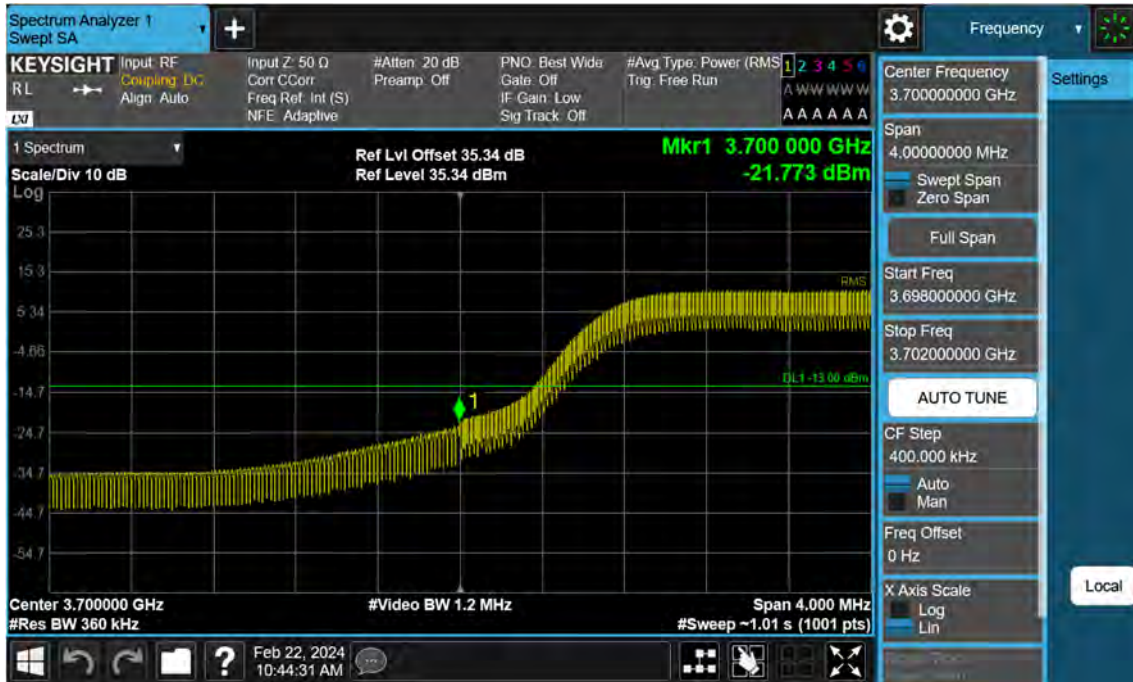 Spectrum Analyzer 1
Swept SA
+
Frequency
KEYSIGHT
RL
LXI
Input: RF
Coupling: DC
Align: Auto
Input Z: 50 Ω
Corr CCorr
Freq Ref: Int (S)
NFE: Adaptive
#Atten: 20 dB
Preamp: Off
PNO: Best Wide
Gate: Off
IF Gain: Low
Sig Track: Off
#Avg Type: Power (RMS
Trig: Free Run
1 2 3 4 5 6
A W W W W W
A A A A A A
1 Spectrum
Scale/Div 10 dB
Ref Lvl Offset 35.34 dB
Ref Level 35.34 dBm
Mkr1 3.700 000 GHz
-21.773 dBm
Log
25.3
15.3
5.34
-4.66
-14.7
-24.7
-34.7
-44.7
-54.7
RMS
DL1 -13.00 dBm
1
Center 3.700000 GHz
#Res BW 360 kHz
#Video BW 1.2 MHz
Span 4.000 MHz
#Sweep ~1.01 s (1001 pts)
Center Frequency
3.700000000 GHz
Settings
Span
4.00000000 MHz
Swept Span
Zero Span
Full Span
Start Freq
3.698000000 GHz
Stop Freq
3.702000000 GHz
AUTO TUNE
CF Step
400.000 kHz
Auto
Man
Freq Offset
0 Hz
X Axis Scale
Log
Lin
Local
?
Feb 22, 2024
10:44:31 AM